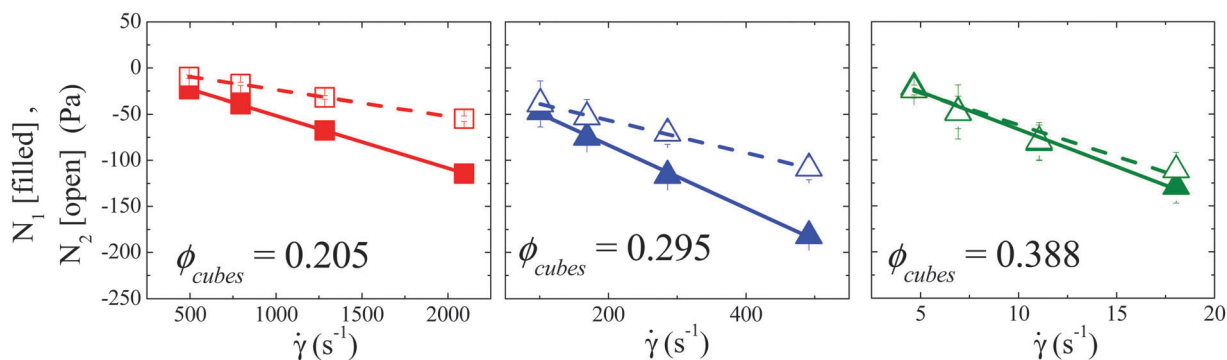 N₁ [filled] ,
N₂ [open] (Pa)
50
0
-50
-100
-150
-200
-250
ϕcubes = 0.205
ϕcubes = 0.295
ϕcubes = 0.388
500 1000 1500 2000
200 400
5 10 15 20
γ̇ (s⁻¹)
γ̇ (s⁻¹)
γ̇ (s⁻¹)